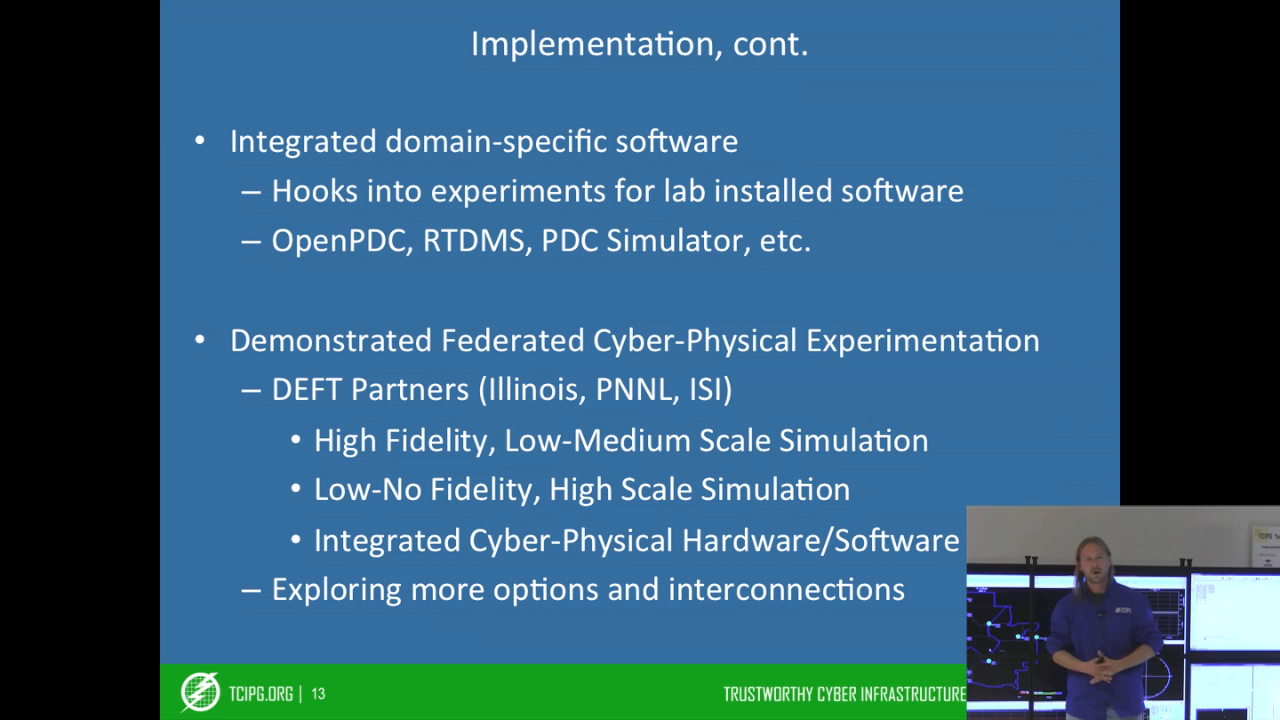 Implementation, cont.
• Integrated domain-specific software
– Hooks into experiments for lab installed software
– OpenPDC, RTDMS, PDC Simulator, etc.
• Demonstrated Federated Cyber-Physical Experimentation
– DEFT Partners (Illinois, PNNL, ISI)
• High Fidelity, Low-Medium Scale Simulation
• Low-No Fidelity, High Scale Simulation
• Integrated Cyber-Physical Hardware/Software
– Exploring more options and interconnections
TCIPG.ORG | 13
TRUSTWORTHY CYBER INFRASTRUCTURE